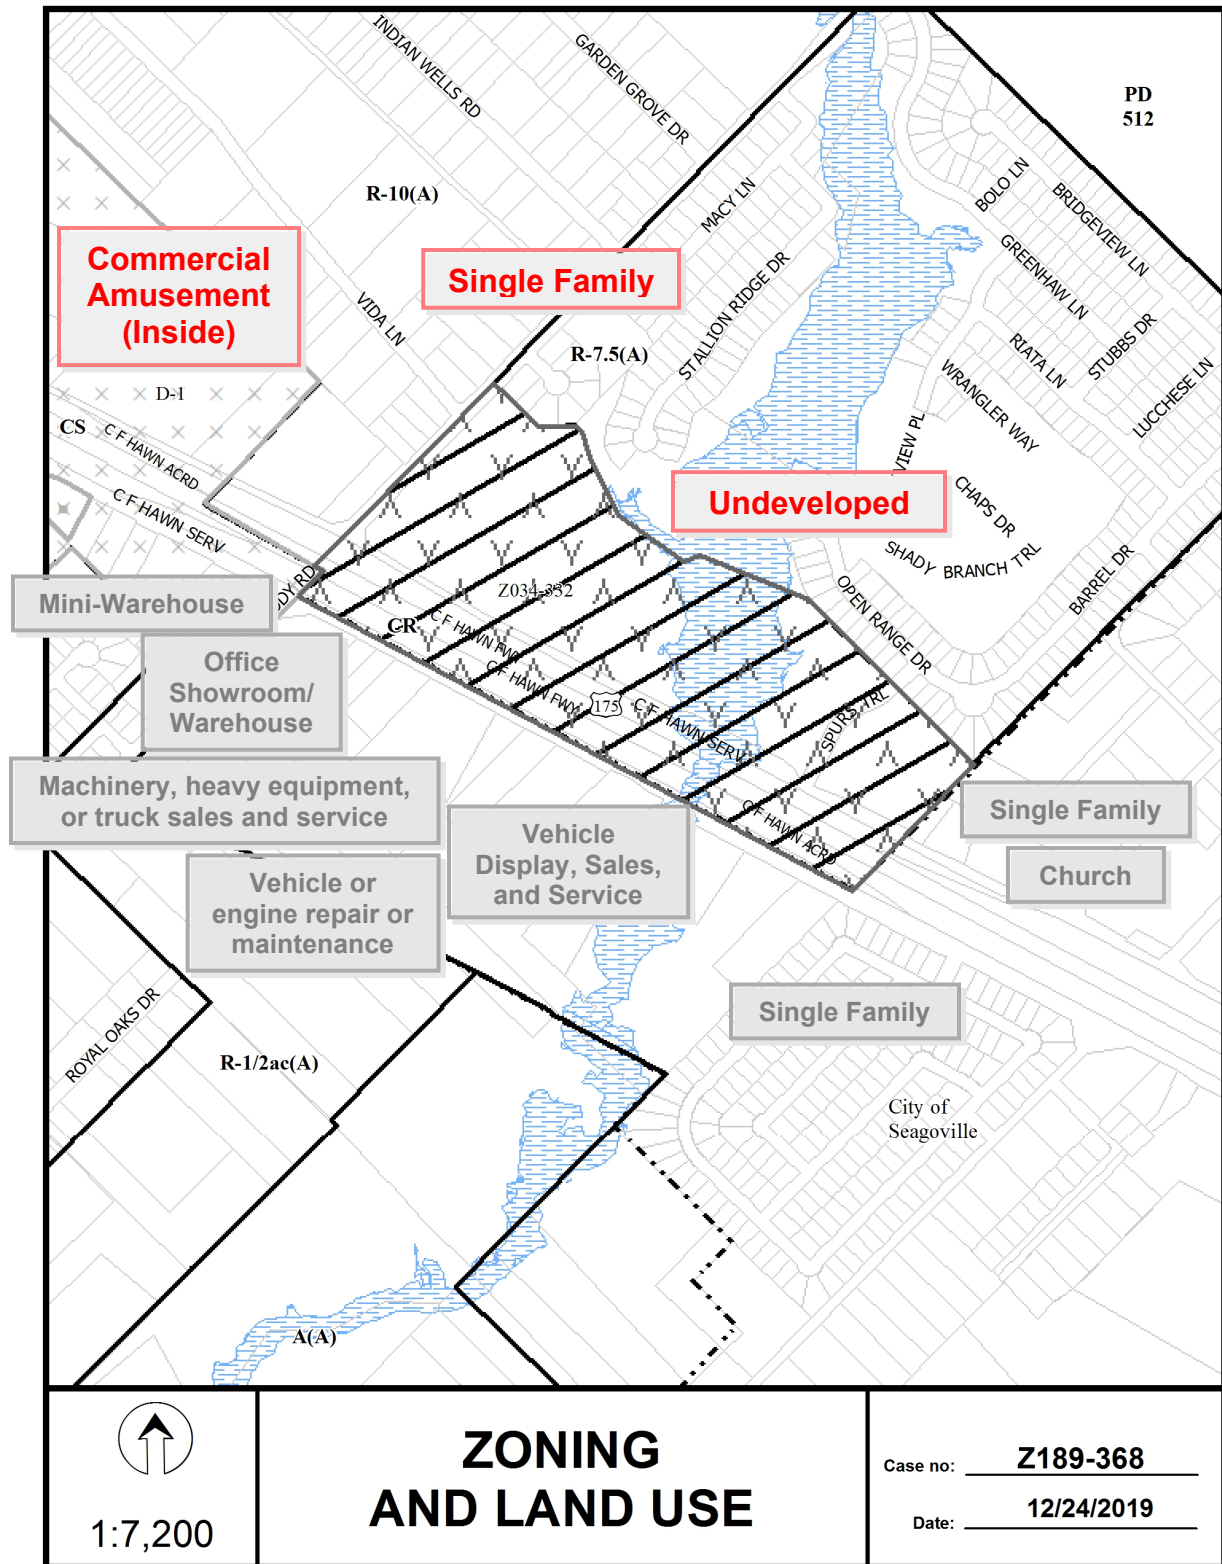 INDIAN WELLS RD
GARDEN GROVE DR
PD
512
R-10(A)
MACY LN
BOLO LN
BRIDGEVIEW LN
Commercial
Amusement
(Inside)
Single Family
GREENHAW LN
STALLION RIDGE DR
VIDA LN
R-7.5(A)
RIATA LN
STUBBS DR
WRANGLER WAY
LUCCHESE LN
D-1
CS
C F HAWN ACRD
VIEW PL
C F HAWN SERV
Undeveloped
CHAPS DR
SHADY BRANCH TRL
BARREL DR
OPEN RANGE DR
Mini-Warehouse
DY RD
Z034-332
CR
C F HAWN FWY
C F HAWN FWY
175
C F HAWN SERV
SPURS TRL
Office
Showroom/
Warehouse
Machinery, heavy equipment,
or truck sales and service
C F HAWN ACRD
Single Family
Vehicle
Display, Sales,
and Service
Church
Vehicle or
engine repair or
maintenance
Single Family
ROYAL OAKS DR
R-1/2ac(A)
City of
Seagoville
A(A)
1:7,200
ZONING
AND LAND USE
Case no: Z189-368
Date: 12/24/2019